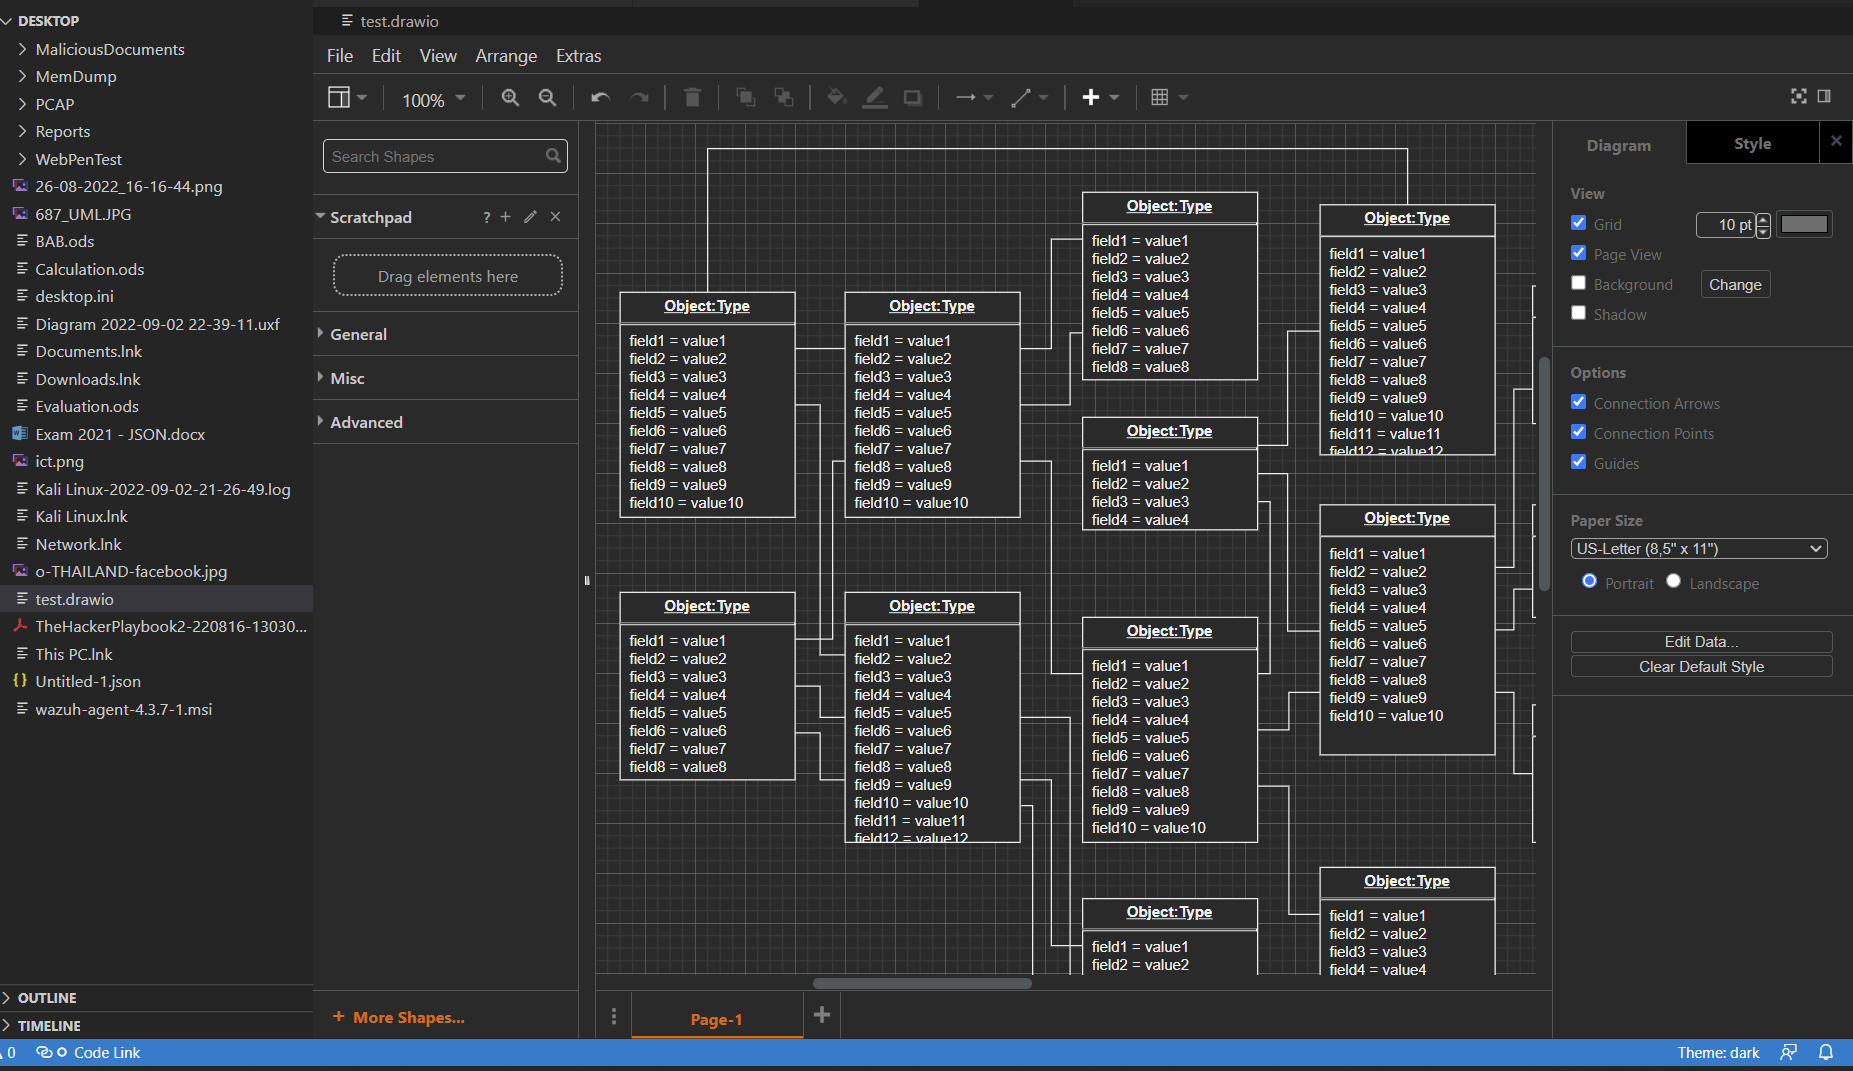 DESKTOP
MaliciousDocuments
MemDump
PCAP
Reports
WebPenTest
26-08-2022_16-16-44.png
687_UML.JPG
BAB.ods
Calculation.ods
desktop.ini
Diagram 2022-09-02 22-39-11.uxf
Documents.lnk
Downloads.lnk
Evaluation.ods
Exam 2021 - JSON.docx
ict.png
Kali Linux-2022-09-02-21-26-49.log
Kali Linux.lnk
Network.lnk
o-THAILAND-facebook.jpg
test.drawio
TheHackerPlaybook2-220816-13030...
This PC.lnk
Untitled-1.json
wazuh-agent-4.3.7-1.msi
OUTLINE
TIMELINE
test.drawio
File Edit View Arrange Extras
100%
Search Shapes
Scratchpad ?
Drag elements here
General
Misc
Advanced
+ More Shapes...
Object:Type
field1 = value1
field2 = value2
field3 = value3
field4 = value4
field5 = value5
field6 = value6
field7 = value7
field8 = value8
field9 = value9
field10 = value10
Object:Type
field1 = value1
field2 = value2
field3 = value3
field4 = value4
field5 = value5
field6 = value6
field7 = value7
field8 = value8
Object:Type
field1 = value1
field2 = value2
field3 = value3
field4 = value4
field5 = value5
field6 = value6
field7 = value7
field8 = value8
field9 = value9
field10 = value10
Object:Type
field1 = value1
field2 = value2
field3 = value3
field4 = value4
field5 = value5
field6 = value6
field7 = value7
field8 = value8
field9 = value9
field10 = value10
field11 = value11
field12 = value12
Object:Type
field1 = value1
field2 = value2
field3 = value3
field4 = value4
field5 = value5
field6 = value6
field7 = value7
field8 = value8
Object:Type
field1 = value1
field2 = value2
field3 = value3
field4 = value4
Object:Type
field1 = value1
field2 = value2
field3 = value3
field4 = value4
field5 = value5
field6 = value6
field7 = value7
field8 = value8
field9 = value9
field10 = value10
Object:Type
field1 = value1
field2 = value2
Object:Type
field1 = value1
field2 = value2
field3 = value3
field4 = value4
field5 = value5
field6 = value6
field7 = value7
field8 = value8
field9 = value9
field10 = value10
field11 = value11
field12 = value12
Object:Type
field1 = value1
field2 = value2
field3 = value3
field4 = value4
field5 = value5
field6 = value6
field7 = value7
field8 = value8
field9 = value9
field10 = value10
Object:Type
field1 = value1
field2 = value2
field3 = value3
field4 = value4
Page-1
Diagram Style
View
Grid 10 pt
Page View
Background Change
Shadow
Options
Connection Arrows
Connection Points
Guides
Paper Size
US-Letter (8,5" x 11")
Portrait Landscape
Edit Data...
Clear Default Style
0 Code Link
Theme: dark